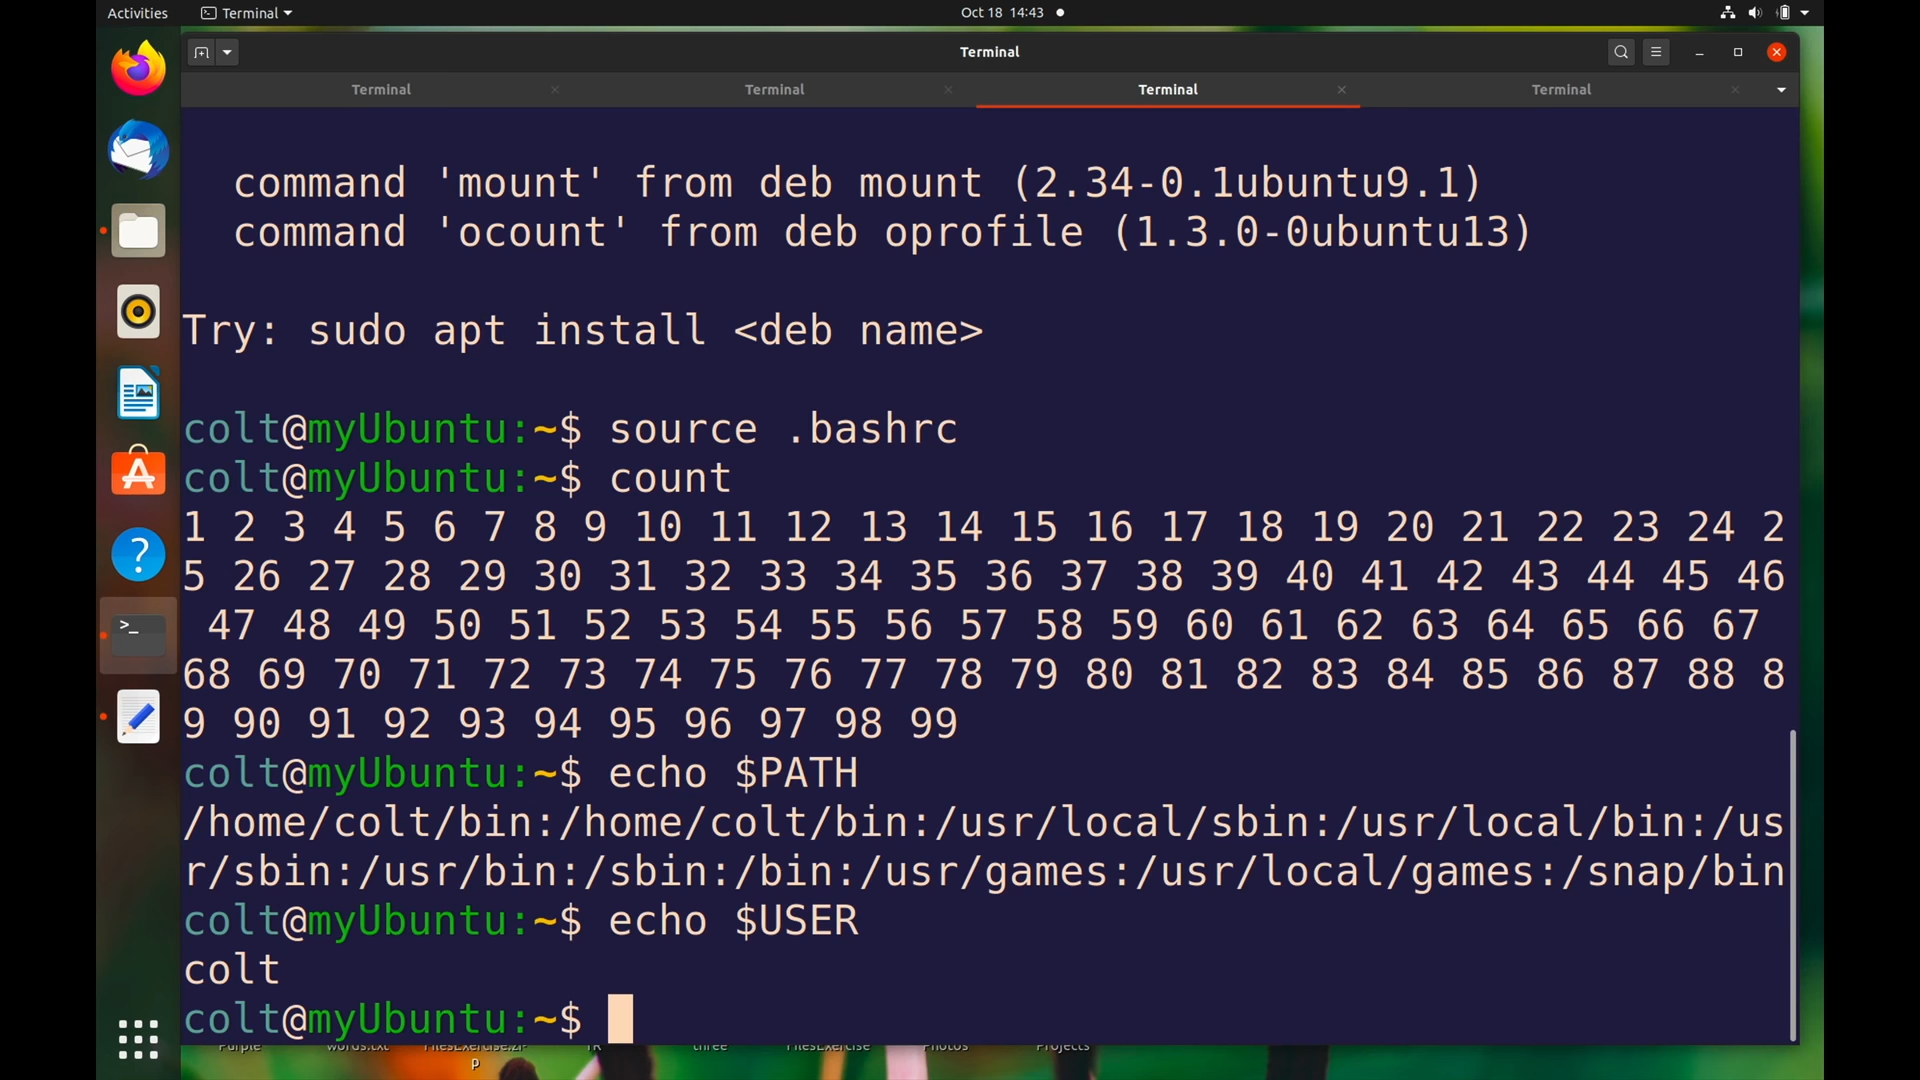 Activities Terminal Oct 18 14:43
Terminal
Terminal Terminal Terminal Terminal
command 'mount' from deb mount (2.34-0.1ubuntu9.1)
command 'ocount' from deb oprofile (1.3.0-0ubuntu13)
Try: sudo apt install <deb name>
colt@myUbuntu:~$ source .bashrc
colt@myUbuntu:~$ count
1 2 3 4 5 6 7 8 9 10 11 12 13 14 15 16 17 18 19 20 21 22 23 24 2
5 26 27 28 29 30 31 32 33 34 35 36 37 38 39 40 41 42 43 44 45 46
47 48 49 50 51 52 53 54 55 56 57 58 59 60 61 62 63 64 65 66 67
68 69 70 71 72 73 74 75 76 77 78 79 80 81 82 83 84 85 86 87 88 8
9 90 91 92 93 94 95 96 97 98 99
colt@myUbuntu:~$ echo $PATH
/home/colt/bin:/home/colt/bin:/usr/local/sbin:/usr/local/bin:/us
r/sbin:/usr/bin:/sbin:/bin:/usr/games:/usr/local/games:/snap/bin
colt@myUbuntu:~$ echo $USER
colt
colt@myUbuntu:~$
Purple words.txt FilesExercise.zi three FilesExercise Photos Projects
p